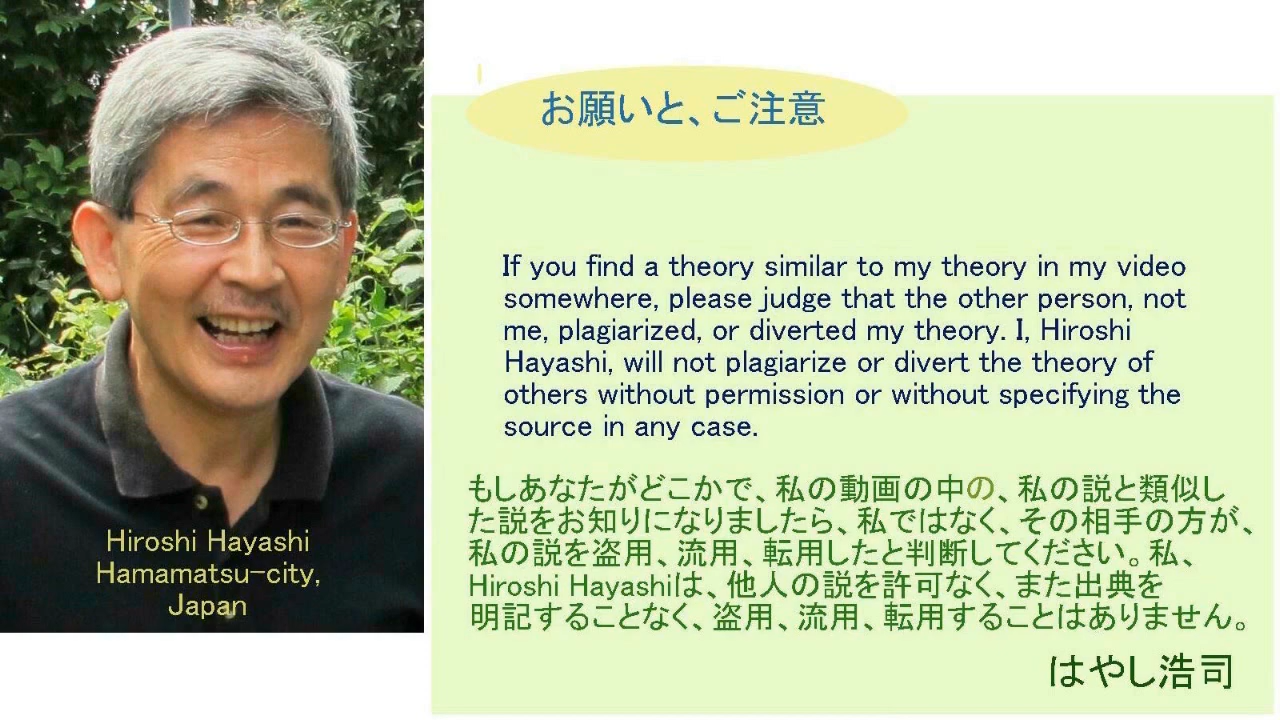 お願いと、ご注意
If you find a theory similar to my theory in my video
somewhere, please judge that the other person, not
me, plagiarized, or diverted my theory. I, Hiroshi
Hayashi, will not plagiarize or divert the theory of
others without permission or without specifying the
source in any case.
もしあなたがどこかで、私の動画の中の、私の説と類似し
た説をお知りになりましたら、私ではなく、その相手の方が、
私の説を盗用、流用、転用したと判断してください。私、
Hiroshi Hayashiは、他人の説を許可なく、また出典を
明記することなく、盗用、流用、転用することはありません。
はやし浩司
Hiroshi Hayashi
Hamamatsu-city,
Japan